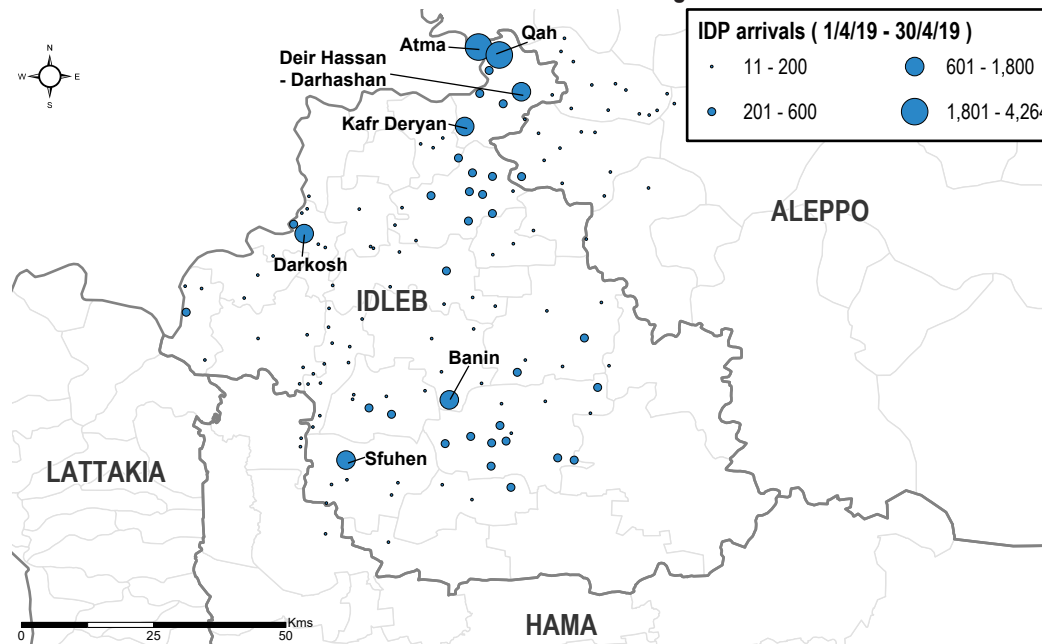 IDP arrivals ( 1/4/19 - 30/4/19 )
11 - 200
601 - 1,800
201 - 600
1,801 - 4,264
N
W
E
S
Atma
Qah
Deir Hassan
- Darhashan
Kafr Deryan
ALEPPO
Darkosh
IDLEB
Banin
Sfuhen
LATTAKIA
HAMA
Kms
0
25
50